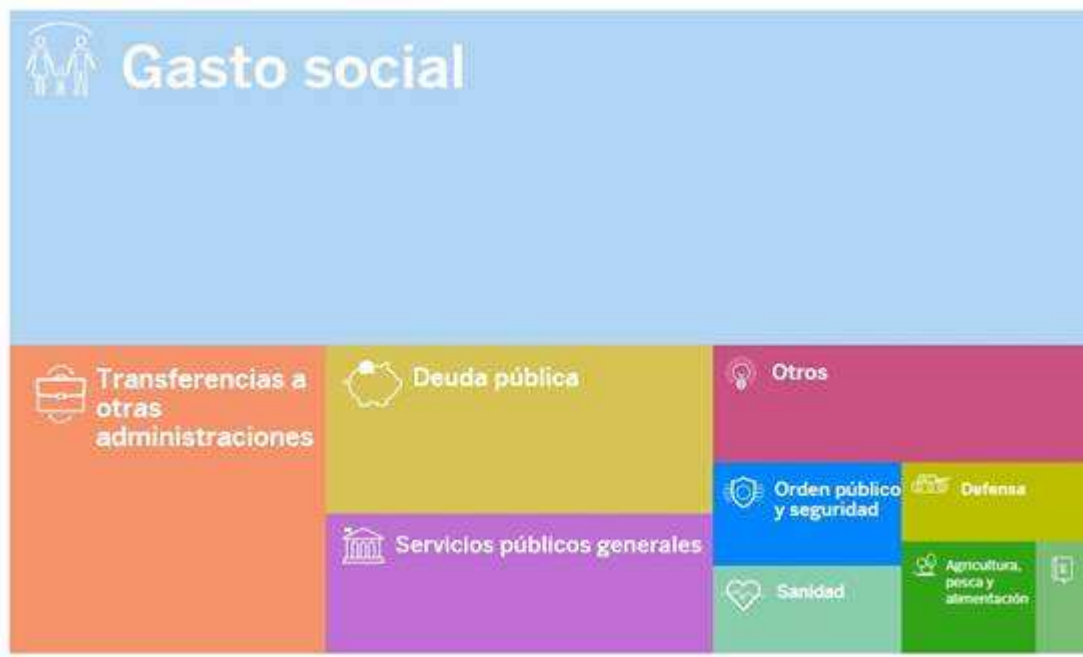 Gasto social
Transferencias a
otras
administraciones
Deuda pública
Servicios públicos generales
Otros
Orden público
y seguridad
Defensa
Sanidad
Agricultura,
pesca y
alimentación